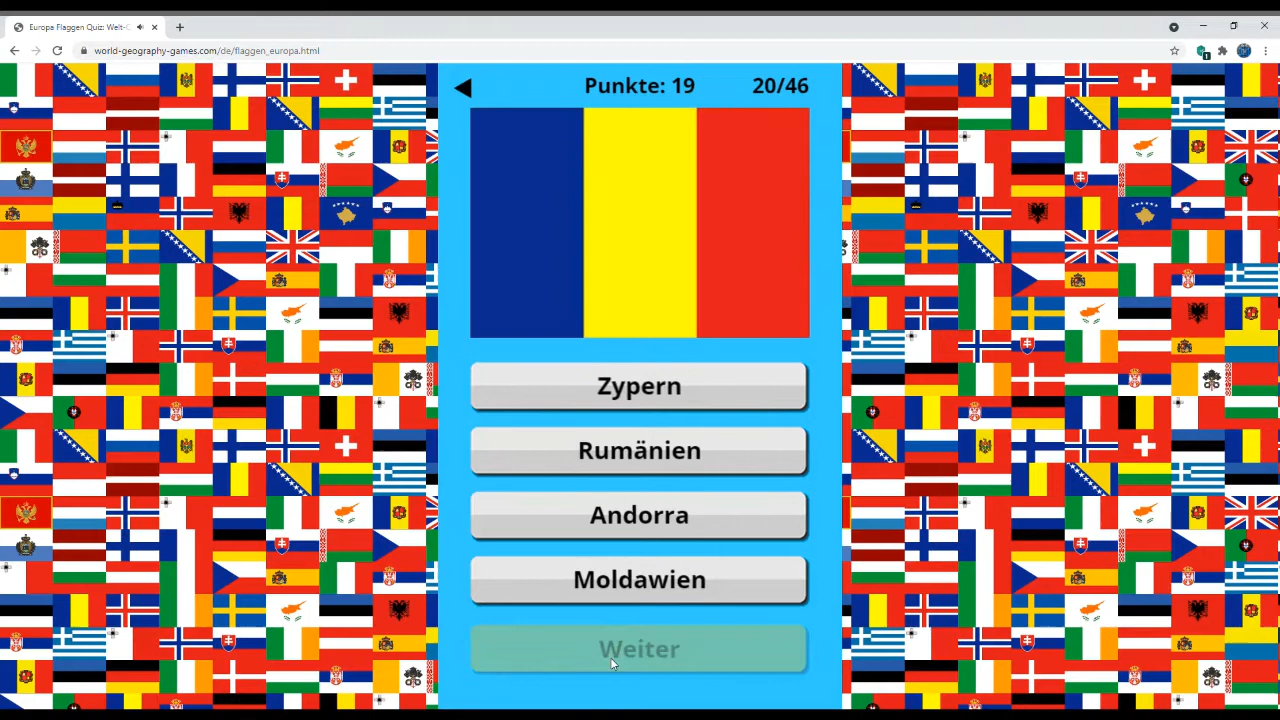 Europa Flaggen Quiz: Welt-G
world-geography-games.com/de/flaggen_europa.html
1
Punkte: 19
20/46
Zypern
Rumänien
Andorra
Moldawien
Weiter